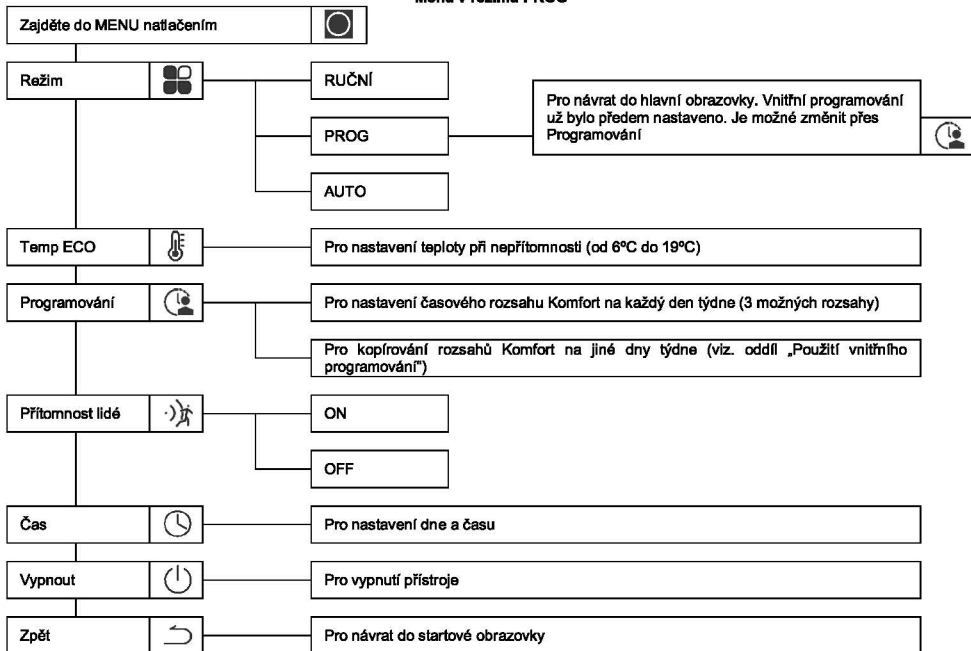 Menu v režimu PROG
Zajděte do MENU natlačením
Režim
RUČNÍ
PROG
Pro návrat do hlavní obrazovky. Vnitřní programování
už bylo předem nastaveno. Je možné změnit přes
Programování
AUTO
Temp ECO
Pro nastavení teploty při nepřítomnosti (od 6ºC do 19ºC)
Programování
Pro nastavení časového rozsahu Komfort na každý den týdne (3 možných rozsahy)
Pro kopírování rozsahů Komfort na jiné dny týdne (viz. oddíl „Použití vnitřního
programování")
Přítomnost lidé
ON
OFF
Čas
Pro nastavení dne a času
Vypnout
Pro vypnutí přístroje
Zpět
Pro návrat do startové obrazovky